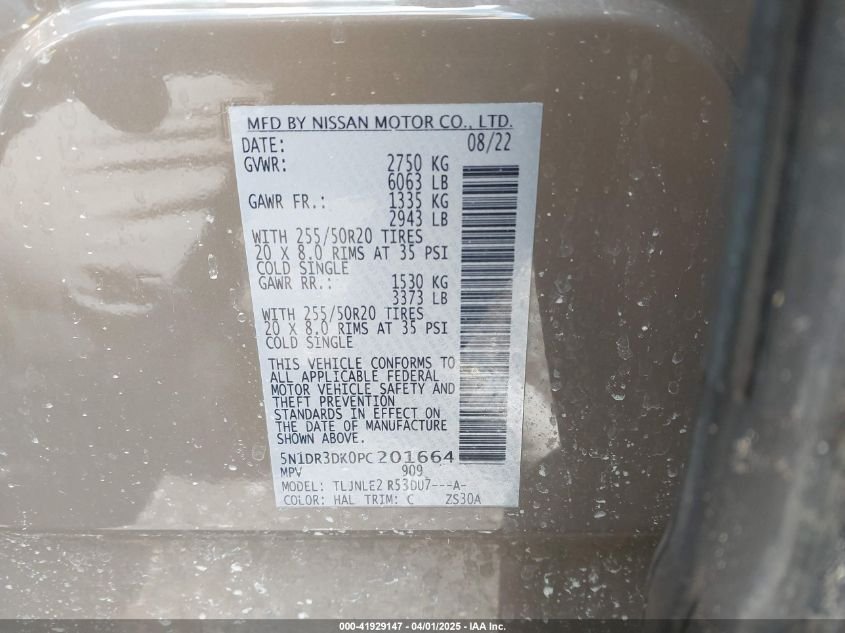 MFD BY NISSAN MOTOR CO., LTD.
DATE: 08/22
GVWR: 2750 KG
6063 LB
GAWR FR.: 1335 KG
2943 LB
WITH 255/50R20 TIRES
20 X 8.0 RIMS AT 35 PSI
COLD SINGLE
GAWR RR.: 1530 KG
3373 LB
WITH 255/50R20 TIRES
20 X 8.0 RIMS AT 35 PSI
COLD SINGLE
THIS VEHICLE CONFORMS TO
ALL APPLICABLE FEDERAL
MOTOR VEHICLE SAFETY AND
THEFT PREVENTION
STANDARDS IN EFFECT ON
THE DATE OF MANUFACTURE
SHOWN ABOVE.
5N1DR3DK0PC201664
MPV 909
MODEL: TLJNLE2 R53DU7---A-
COLOR: HAL TRIM: C ZS30A
000-41929147 - 04/01/2025 - IAA Inc.